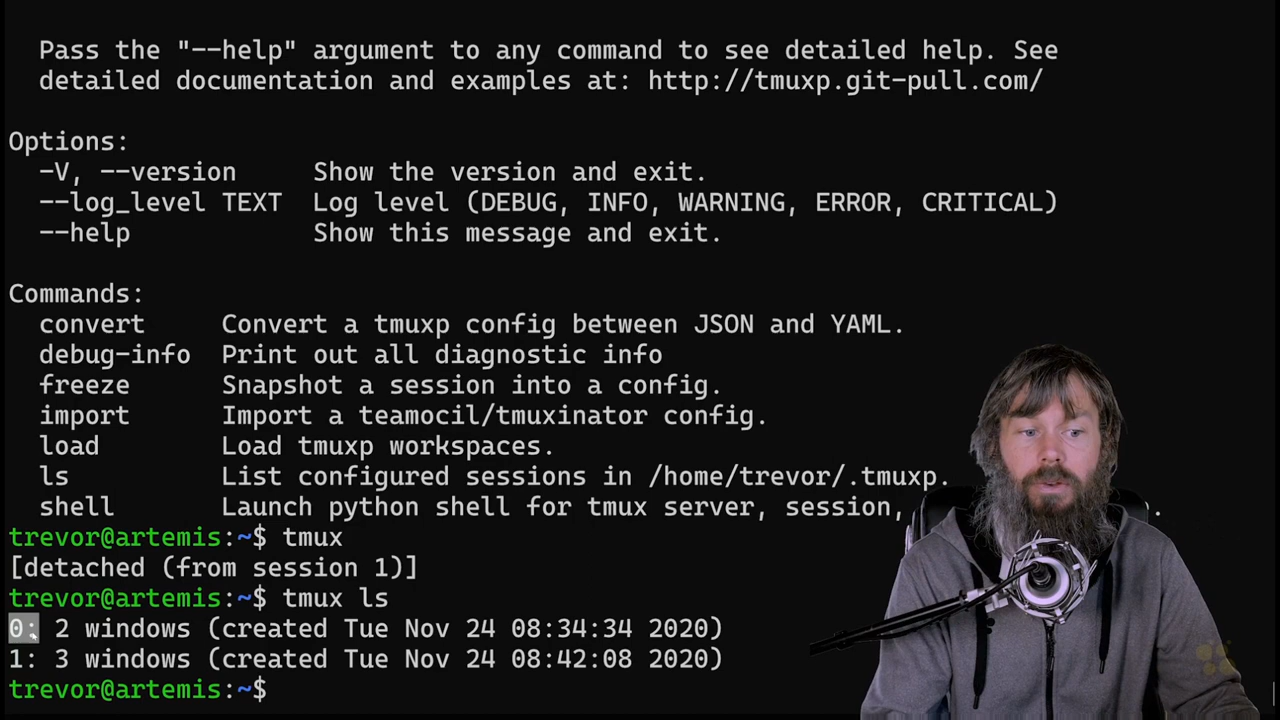 Pass the "--help" argument to any command to see detailed help. See
detailed documentation and examples at: http://tmuxp.git-pull.com/
Options:
-V, --version Show the version and exit.
--log_level TEXT Log level (DEBUG, INFO, WARNING, ERROR, CRITICAL)
--help Show this message and exit.
Commands:
convert Convert a tmuxp config between JSON and YAML.
debug-info Print out all diagnostic info
freeze Snapshot a session into a config.
import Import a teamocil/tmuxinator config.
load Load tmuxp workspaces.
ls List configured sessions in /home/trevor/.tmuxp.
shell Launch python shell for tmux server, session, .
trevor@artemis:~$ tmux
[detached (from session 1)]
trevor@artemis:~$ tmux ls
0: 2 windows (created Tue Nov 24 08:34:34 2020)
1: 3 windows (created Tue Nov 24 08:42:08 2020)
trevor@artemis:~$